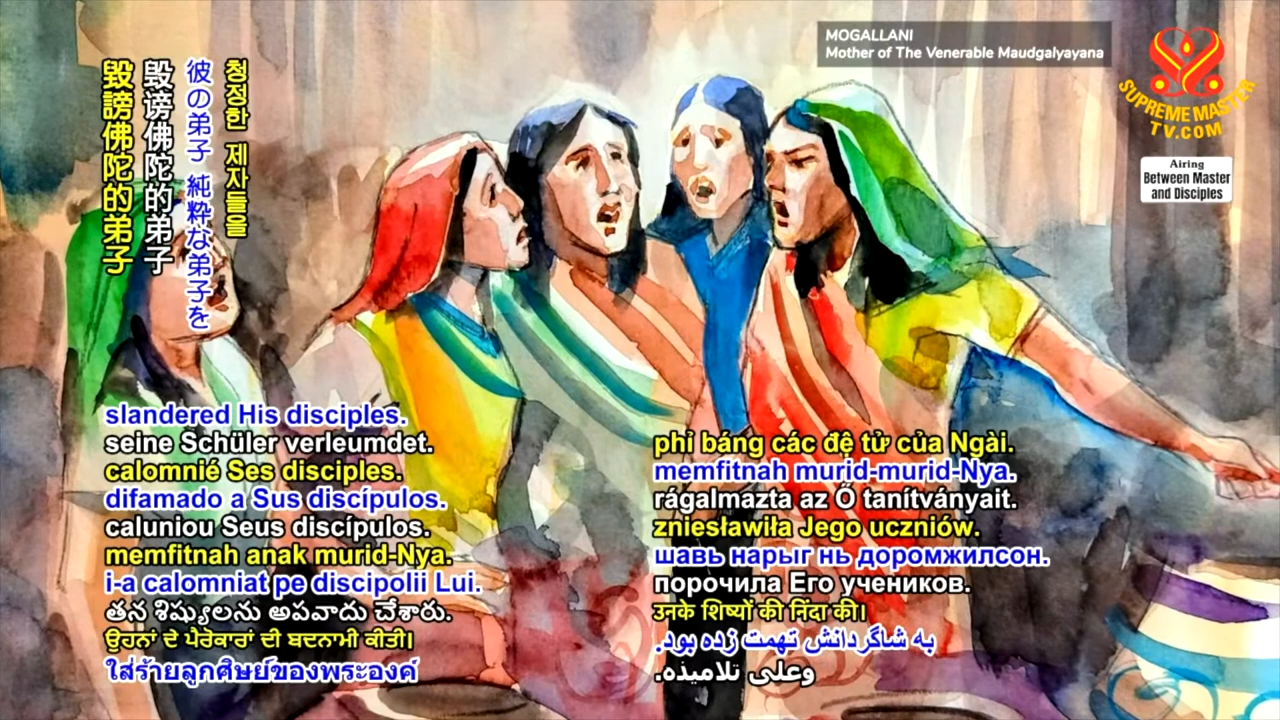 MOGALLANI
Mother of The Venerable Maudgalyayana
SUPREME MASTER
TV.COM
Airing
Between Master
and Disciples
청정한 제자들을
彼の弟子 純粋な弟子を
毁谤佛陀的弟子
毀謗佛陀的弟子
slandered His disciples.
seine Schüler verleumdet.
calomnié Ses disciples.
difamado a Sus discípulos.
caluniou Seus discípulos.
memfitnah anak murid-Nya.
i-a calomniat pe discipolii Lui.
తన శిష్యులను అపవాదు చేశారు.
ਉਹਨਾਂ ਦੇ ਪੈਰੋਕਾਰਾਂ ਦੀ ਬਦਨਾਮੀ ਕੀਤੀ।
ใส่ร้ายลูกศิษย์ของพระองค์
phỉ báng các đệ tử của Ngài.
memfitnah murid-murid-Nya.
rágalmazta az Ő tanítványait.
zniesławiła Jego uczniów.
шавь нарыг нь доромжилсон.
порочила Его учеников.
उनके शिष्यों की निंदा की।
به شاگردانش تهمت زده بود.
وعلى تلاميذه.